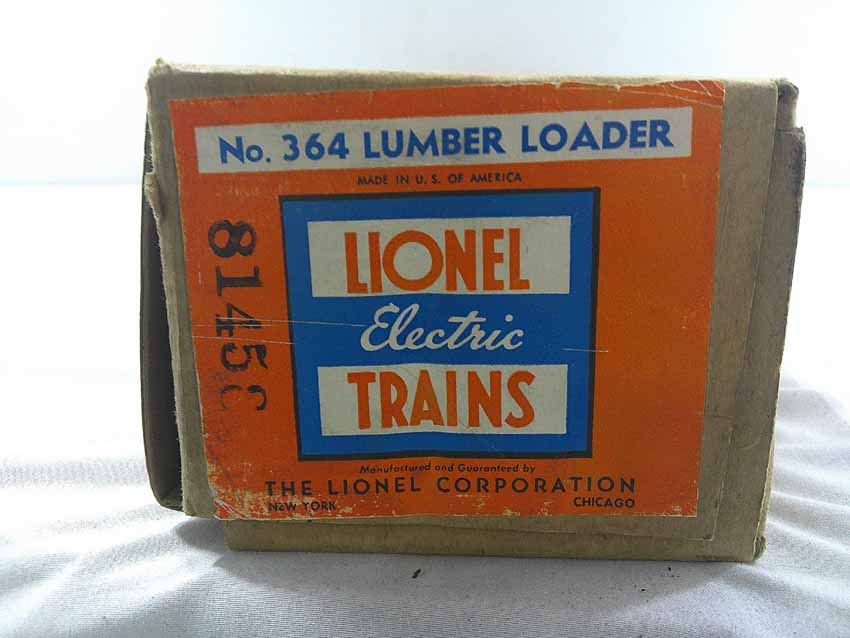 No. 364 LUMBER LOADER
MADE IN U. S. OF AMERICA
LIONEL
Electric
TRAINS
Manufactured and Guaranteed by
THE LIONEL CORPORATION
NEW YORK CHICAGO